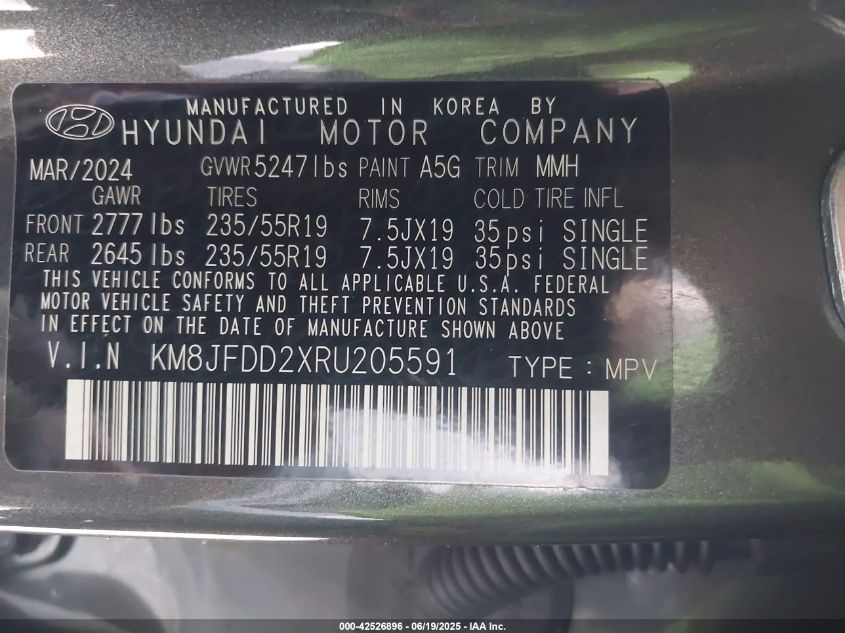 MANUFACTURED IN KOREA BY
HYUNDAI MOTOR COMPANY
MAR/2024 GVWR 5247lbs PAINT A5G TRIM MMH
GAWR TIRES RIMS COLD TIRE INFL
FRONT 2777lbs 235/55R19 7.5JX19 35psi SINGLE
REAR 2645lbs 235/55R19 7.5JX19 35psi SINGLE
THIS VEHICLE CONFORMS TO ALL APPLICABLE U.S.A. FEDERAL
MOTOR VEHICLE SAFETY AND THEFT PREVENTION STANDARDS
IN EFFECT ON THE DATE OF MANUFACTURE SHOWN ABOVE
V.I.N KM8JFDD2XRU205591 TYPE : MPV
000-42526896 - 06/19/2025 - IAA Inc.